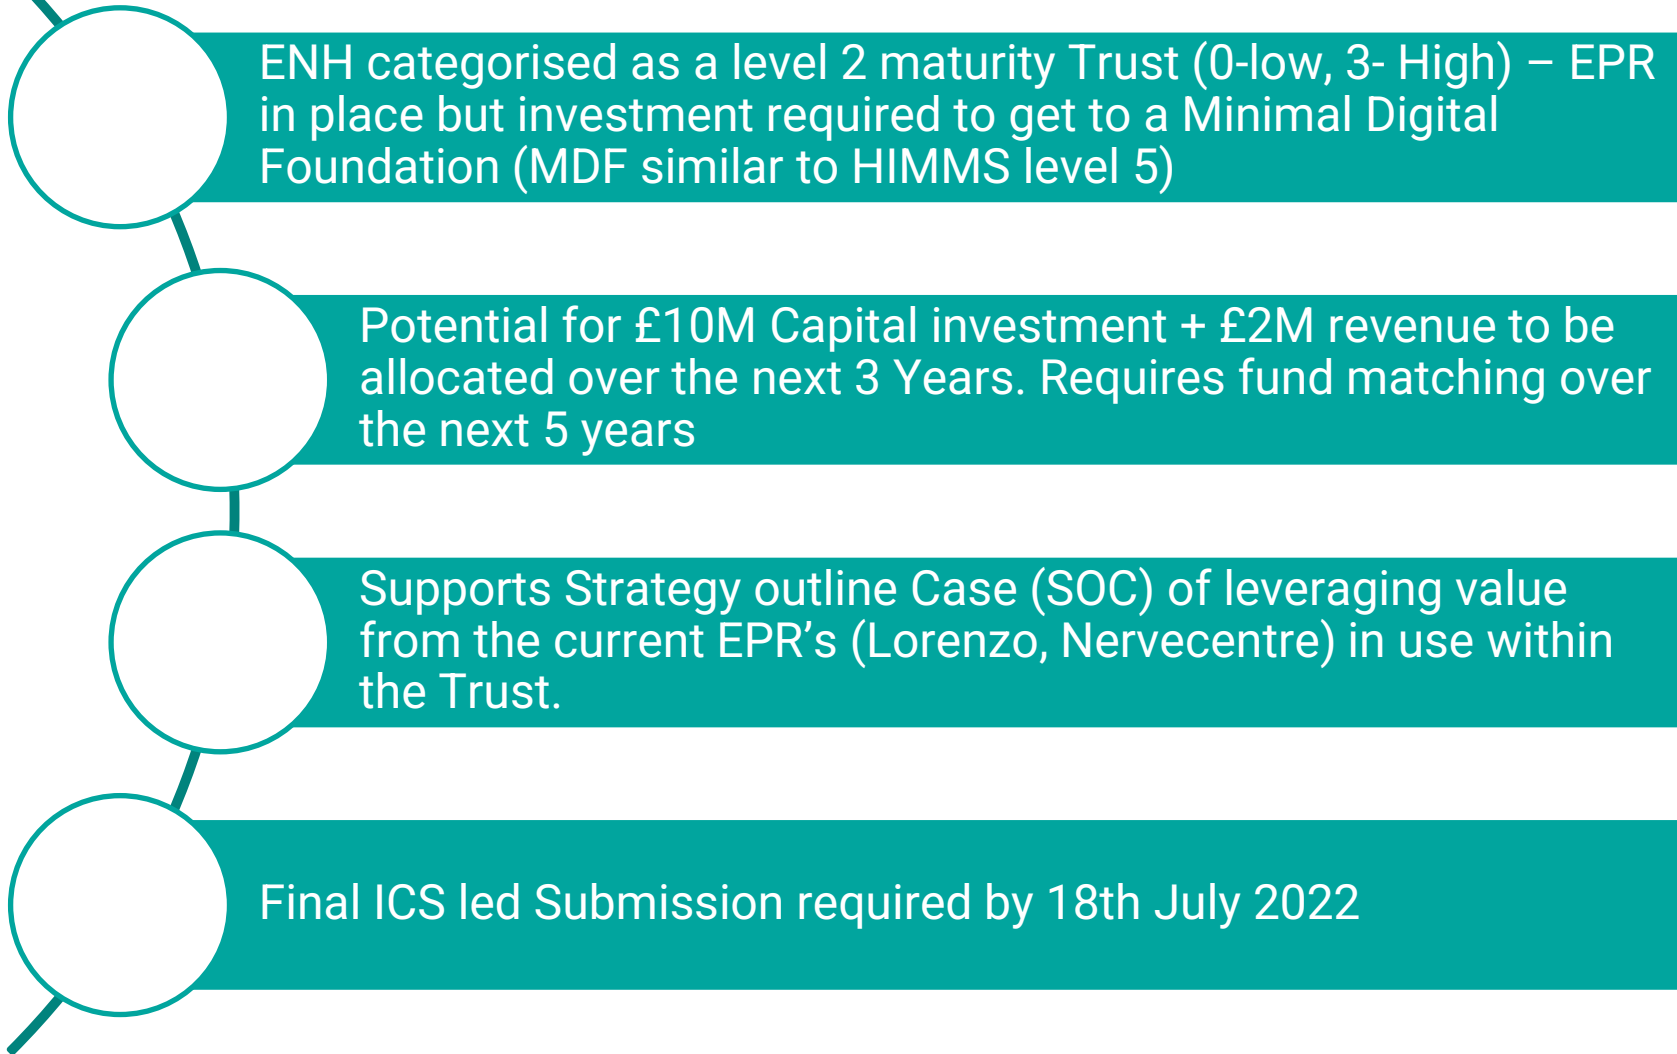 ENH categorised as a level 2 maturity Trust (0-low, 3- High) – EPR
in place but investment required to get to a Minimal Digital
Foundation (MDF similar to HIMMS level 5)
Potential for £10M Capital investment + £2M revenue to be
allocated over the next 3 Years. Requires fund matching over
the next 5 years
Supports Strategy outline Case (SOC) of leveraging value
from the current EPR’s (Lorenzo, Nervecentre) in use within
the Trust.
Final ICS led Submission required by 18th July 2022